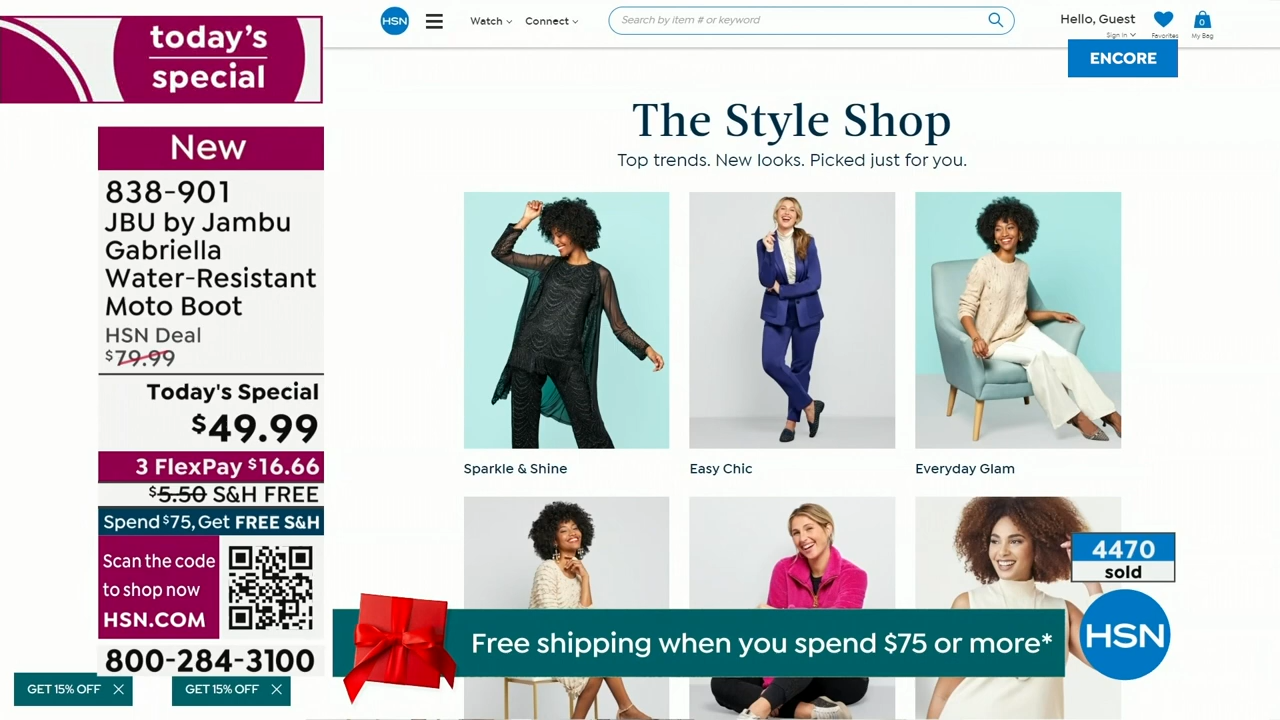 today's
special
New
838-901
JBU by Jambu
Gabriella
Water-Resistant
Moto Boot
HSN Deal
$79.99
Today's Special
$49.99
3 FlexPay $16.66
$5.50 S&H FREE
Spend $75, Get FREE S&H
Scan the code
to shop now
HSN.COM
800-284-3100
GET 15% OFF
GET 15% OFF
HSN
Watch
Connect
Search by item # or keyword
Hello, Guest
Sign In
Favorites
0
My Bag
ENCORE
The Style Shop
Top trends. New looks. Picked just for you.
Sparkle & Shine
Easy Chic
Everyday Glam
4470
sold
Free shipping when you spend $75 or more*
HSN